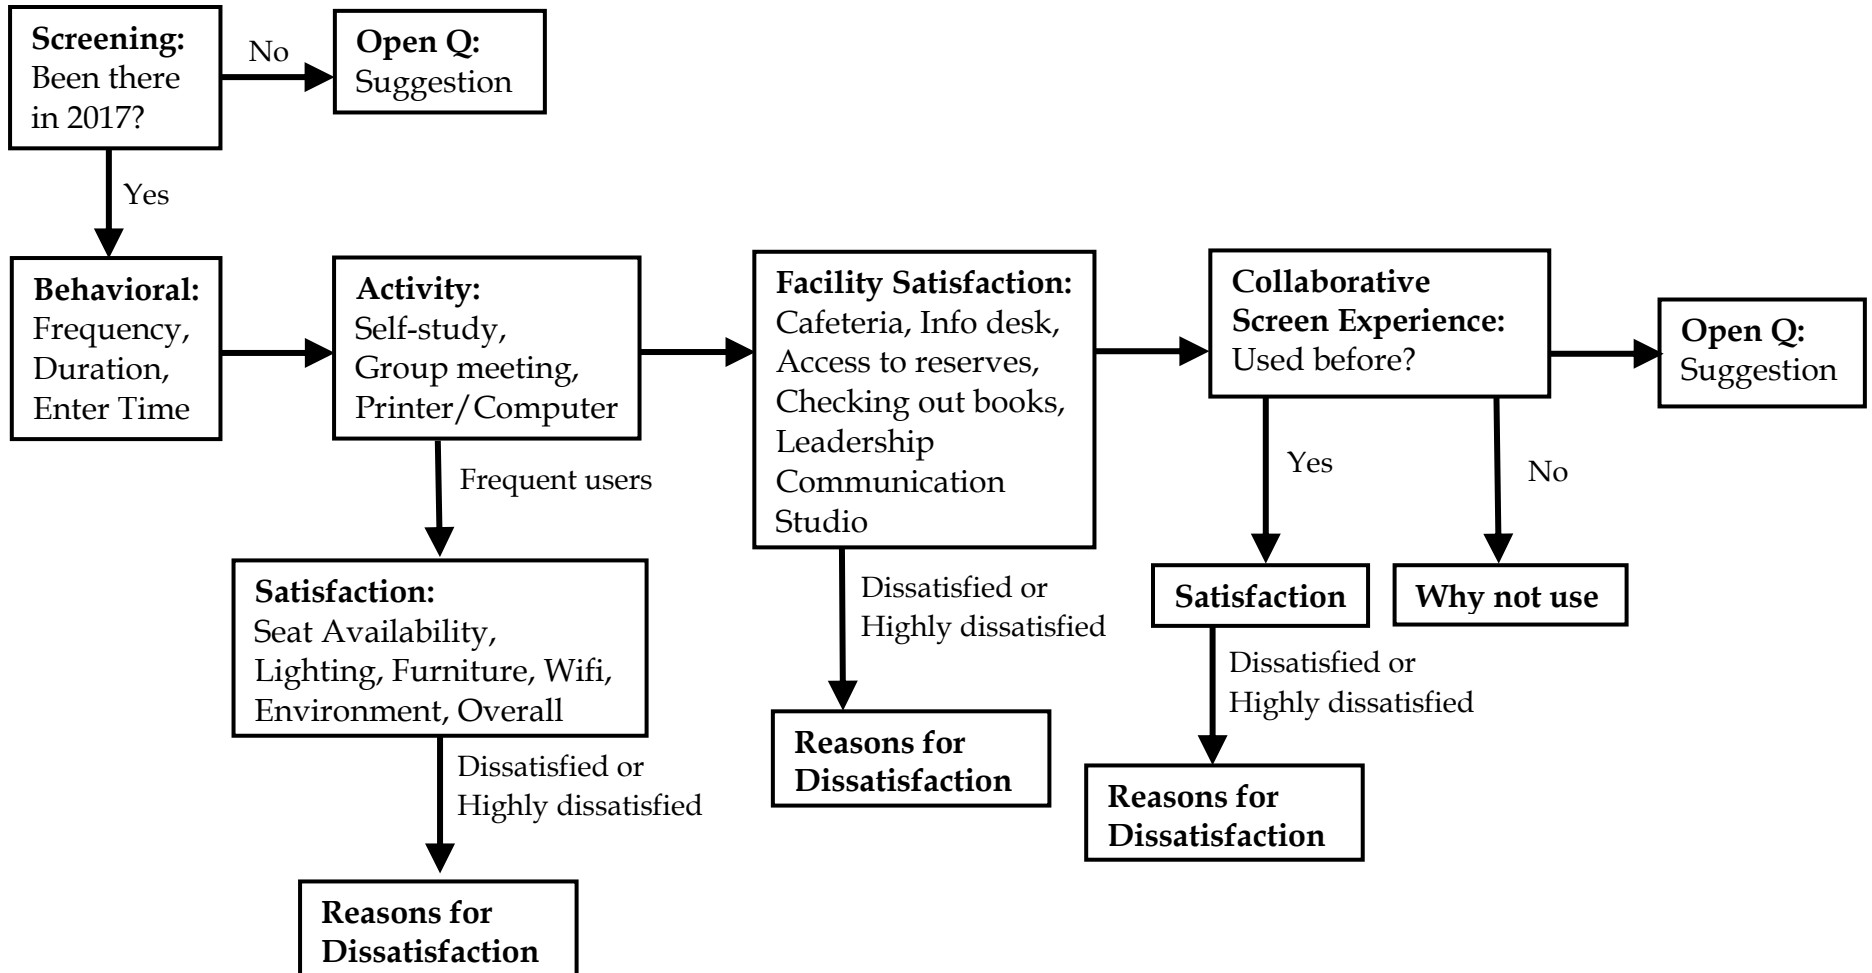 Screening:
Been there
in 2017?
No
Open Q:
Suggestion
Yes
Behavioral:
Frequency,
Duration,
Enter Time
Activity:
Self-study,
Group meeting,
Printer/Computer
Frequent users
Satisfaction:
Seat Availability,
Lighting, Furniture, Wifi,
Environment, Overall
Dissatisfied or
Highly dissatisfied
Reasons for
Dissatisfaction
Facility Satisfaction:
Cafeteria, Info desk,
Access to reserves,
Checking out books,
Leadership
Communication
Studio
Dissatisfied or
Highly dissatisfied
Reasons for
Dissatisfaction
Collaborative
Screen Experience:
Used before?
Yes
Satisfaction
Dissatisfied or
Highly dissatisfied
Reasons for
Dissatisfaction
No
Why not use
Open Q:
Suggestion